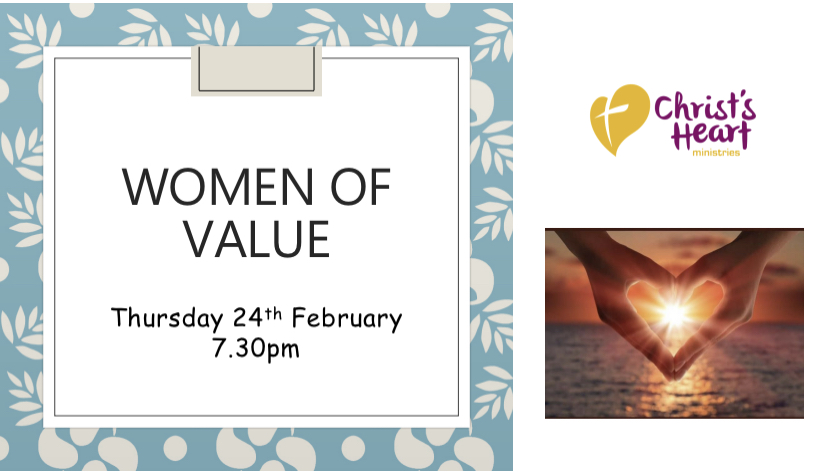 WOMEN OF
VALUE
Thursday 24th February
7.30pm
Christ's
Heart
ministries